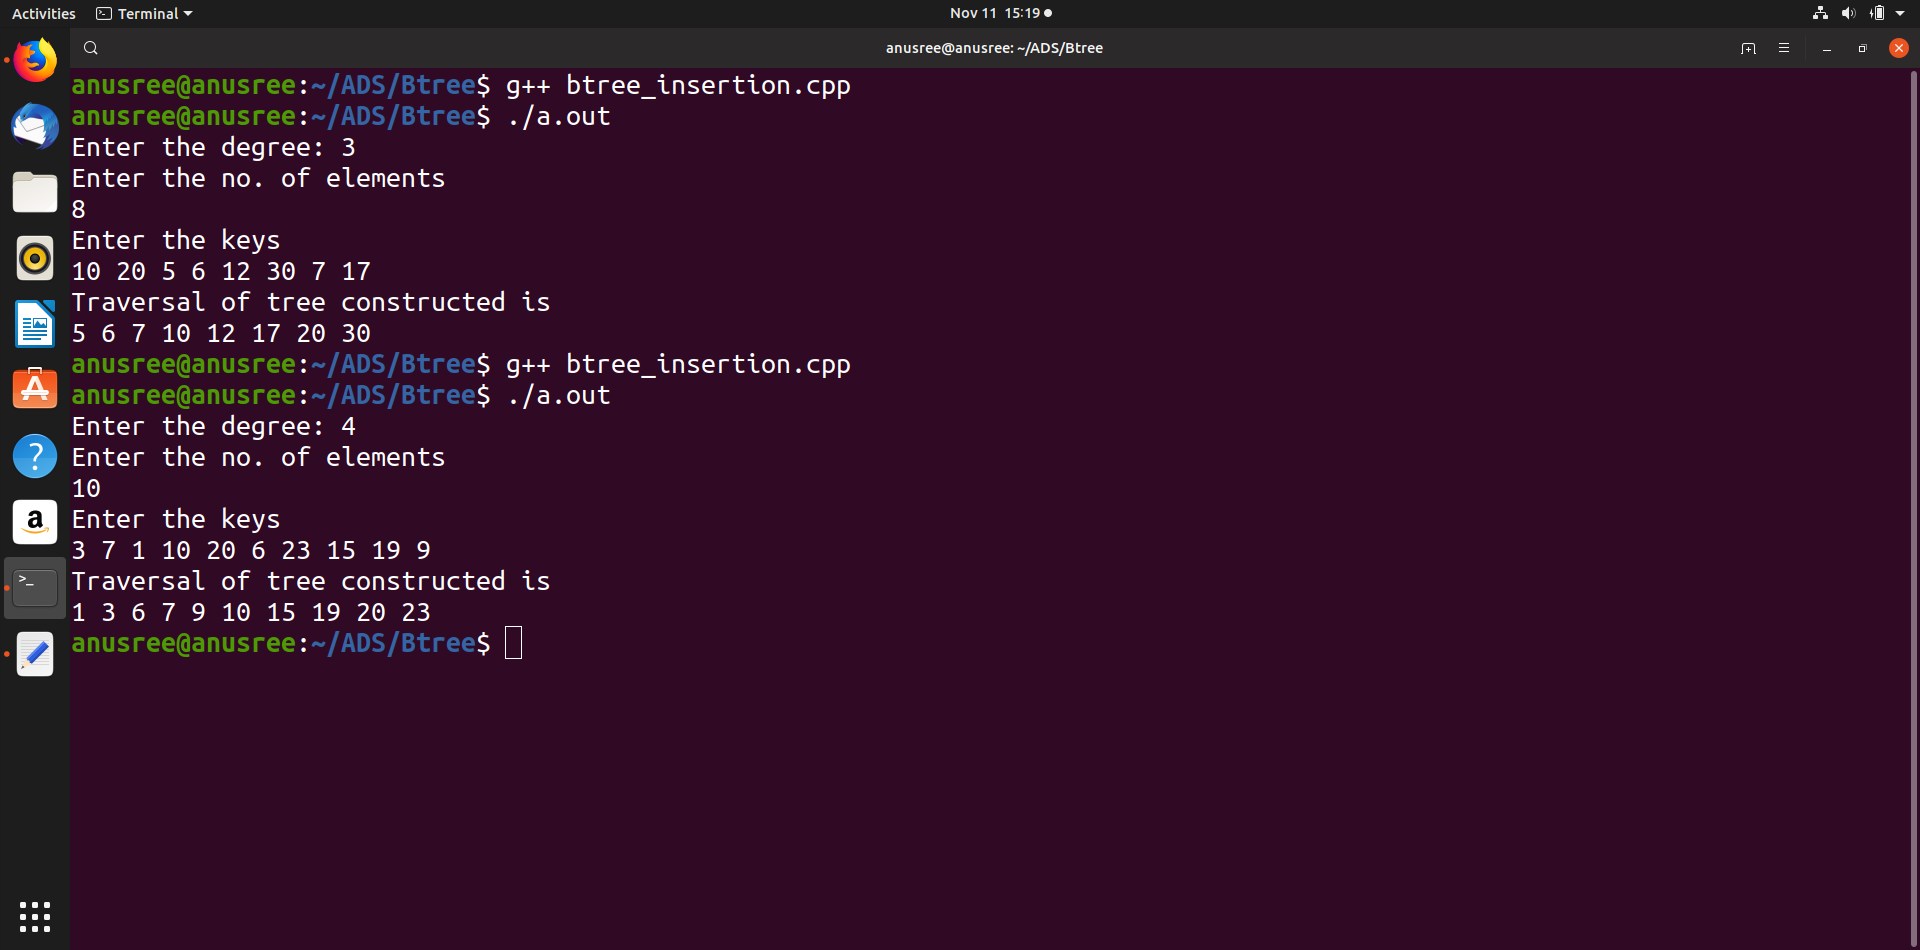 Activities Terminal Nov 11 15:19
anusree@anusree: ~/ADS/Btree
anusree@anusree:~/ADS/Btree$ g++ btree_insertion.cpp
anusree@anusree:~/ADS/Btree$ ./a.out
Enter the degree: 3
Enter the no. of elements
8
Enter the keys
10 20 5 6 12 30 7 17
Traversal of tree constructed is
5 6 7 10 12 17 20 30
anusree@anusree:~/ADS/Btree$ g++ btree_insertion.cpp
anusree@anusree:~/ADS/Btree$ ./a.out
Enter the degree: 4
Enter the no. of elements
10
Enter the keys
3 7 1 10 20 6 23 15 19 9
Traversal of tree constructed is
1 3 6 7 9 10 15 19 20 23
anusree@anusree:~/ADS/Btree$